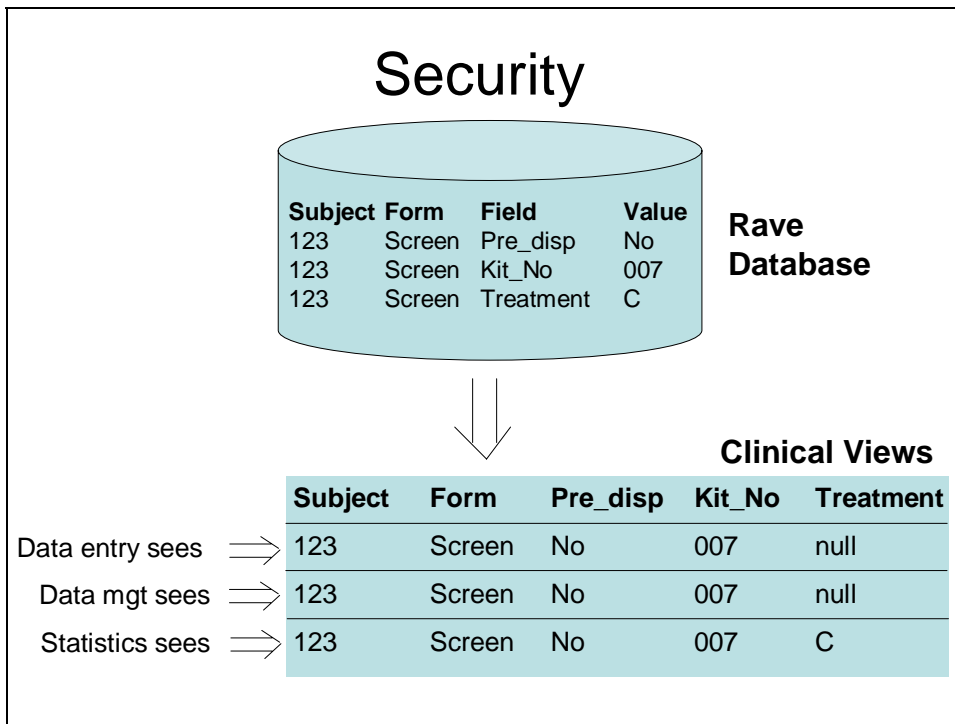 Security
Subject Form Field Value
123 Screen Pre_disp No
123 Screen Kit_No 007
123 Screen Treatment C
Rave
Database
Clinical Views
Subject Form Pre_disp Kit_No Treatment
Data entry sees 123 Screen No 007 null
Data mgt sees 123 Screen No 007 null
Statistics sees 123 Screen No 007 C